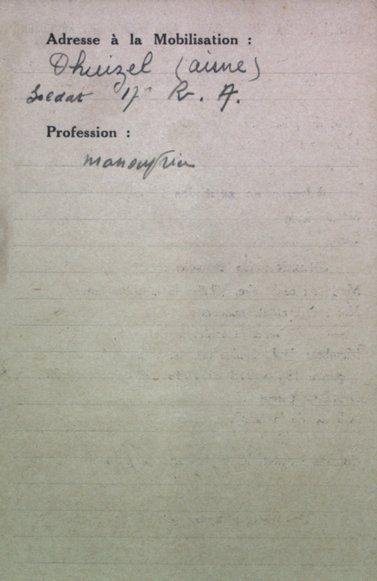 Adresse à la Mobilisation :
Dhuizel (aisne)
Soldat 17e R. A.
Profession :
manouvrier